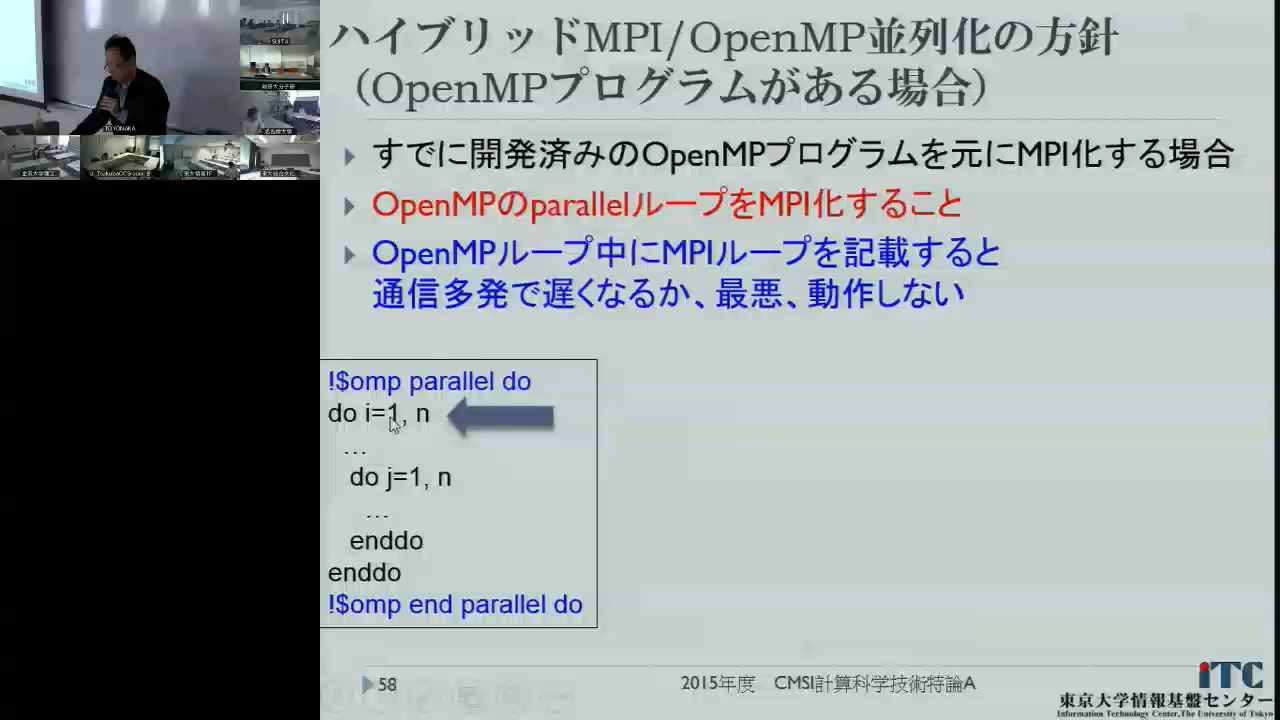 ハイブリッドMPI/OpenMP並列化の方針
（OpenMPプログラムがある場合）
すでに開発済みのOpenMPプログラムを元にMPI化する場合
OpenMPのparallelループをMPI化すること
OpenMPループ中にMPIループを記載すると
通信多発で遅くなるか、最悪、動作しない
!$omp parallel do
do i=1, n
…
do j=1, n
…
enddo
enddo
!$omp end parallel do
58
2015年度 CMSI計算科学技術特論A
iTC
東京大学情報基盤センター
Information Technology Center,The University of Tokyo
SUITA
TOYONAKA
名古屋大学